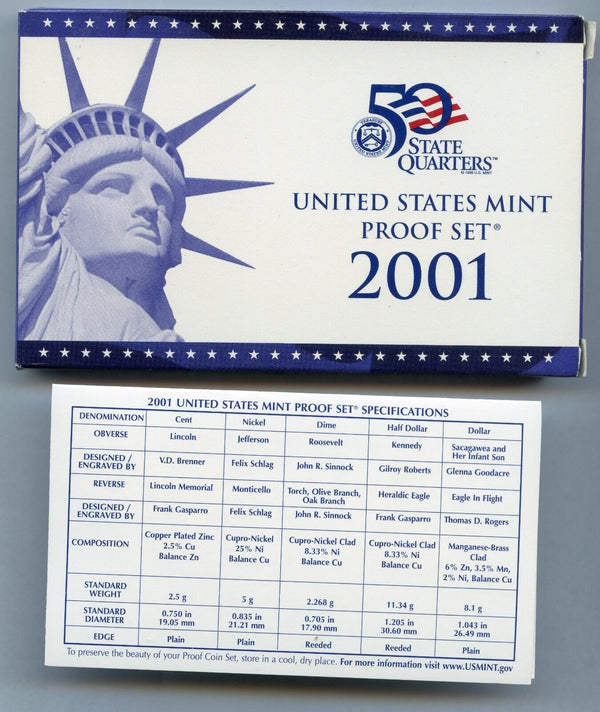 50
STATE
QUARTERS™
© 1999 U.S. MINT
UNITED STATES MINT
PROOF SET®
2001
2001 UNITED STATES MINT PROOF SET® SPECIFICATIONS
DENOMINATION Cent Nickel Dime Half Dollar Dollar
OBVERSE Lincoln Jefferson Roosevelt Kennedy Sacagawea and
Her Infant Son
DESIGNED / V.D. Brenner Felix Schlag John R. Sinnock Gilroy Roberts Glenna Goodacre
ENGRAVED BY
REVERSE Lincoln Memorial Monticello Torch, Olive Branch, Heraldic Eagle Eagle In Flight
Oak Branch
DESIGNED / Frank Gasparro Felix Schlag John R. Sinnock Frank Gasparro Thomas D. Rogers
ENGRAVED BY
COMPOSITION Copper Plated Zinc Cupro-Nickel Cupro-Nickel Clad Cupro-Nickel Clad Manganese-Brass
2.5% Cu 25% Ni 8.33% Ni 8.33% Ni Clad
Balance Zn Balance Cu Balance Cu Balance Cu 6% Zn, 3.5% Mn,
2% Ni, Balance Cu
STANDARD 2.5 g 5 g 2.268 g 11.34 g 8.1 g
WEIGHT
STANDARD 0.750 in 0.835 in 0.705 in 1.205 in 1.043 in
DIAMETER 19.05 mm 21.21 mm 17.90 mm 30.60 mm 26.49 mm
EDGE Plain Plain Reeded Reeded Plain
To preserve the beauty of your Proof Coin Set, store in a cool, dry place. For more information visit www.USMINT.gov